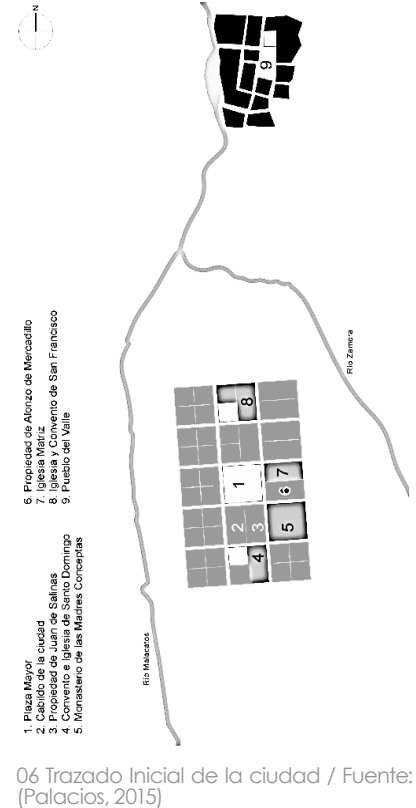 N
1. Plaza Mayor
2. Cabildo de la ciudad
3. Propiedad de Juan de Salinas
4. Convento e Iglesia de Santo Domingo
5. Monasterio de las Madres Conceptas
6. Propiedad de Alonzo de Mercadillo
7. Iglesia Matriz
8. Iglesia y Convento de San Francisco
9. Pueblo del Valle
Río Malacatos
Río Zamora
1
2
3
4
5
6
7
8
9
06 Trazado Inicial de la ciudad / Fuente:
(Palacios, 2015)